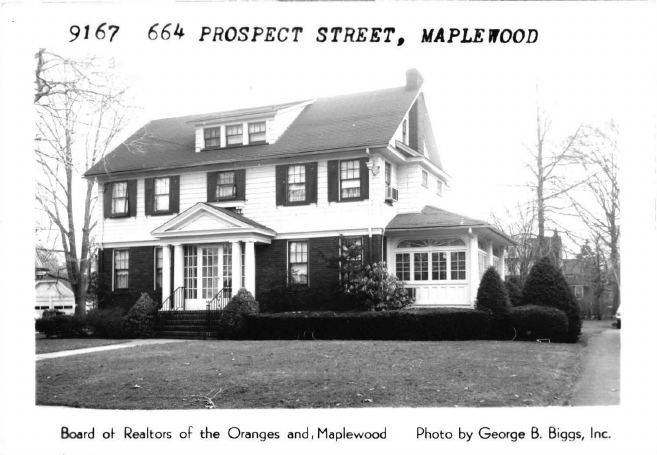 9167 664 PROSPECT STREET, MAPLEWOOD
Board of Realtors of the Oranges and, Maplewood Photo by George B. Biggs, Inc.